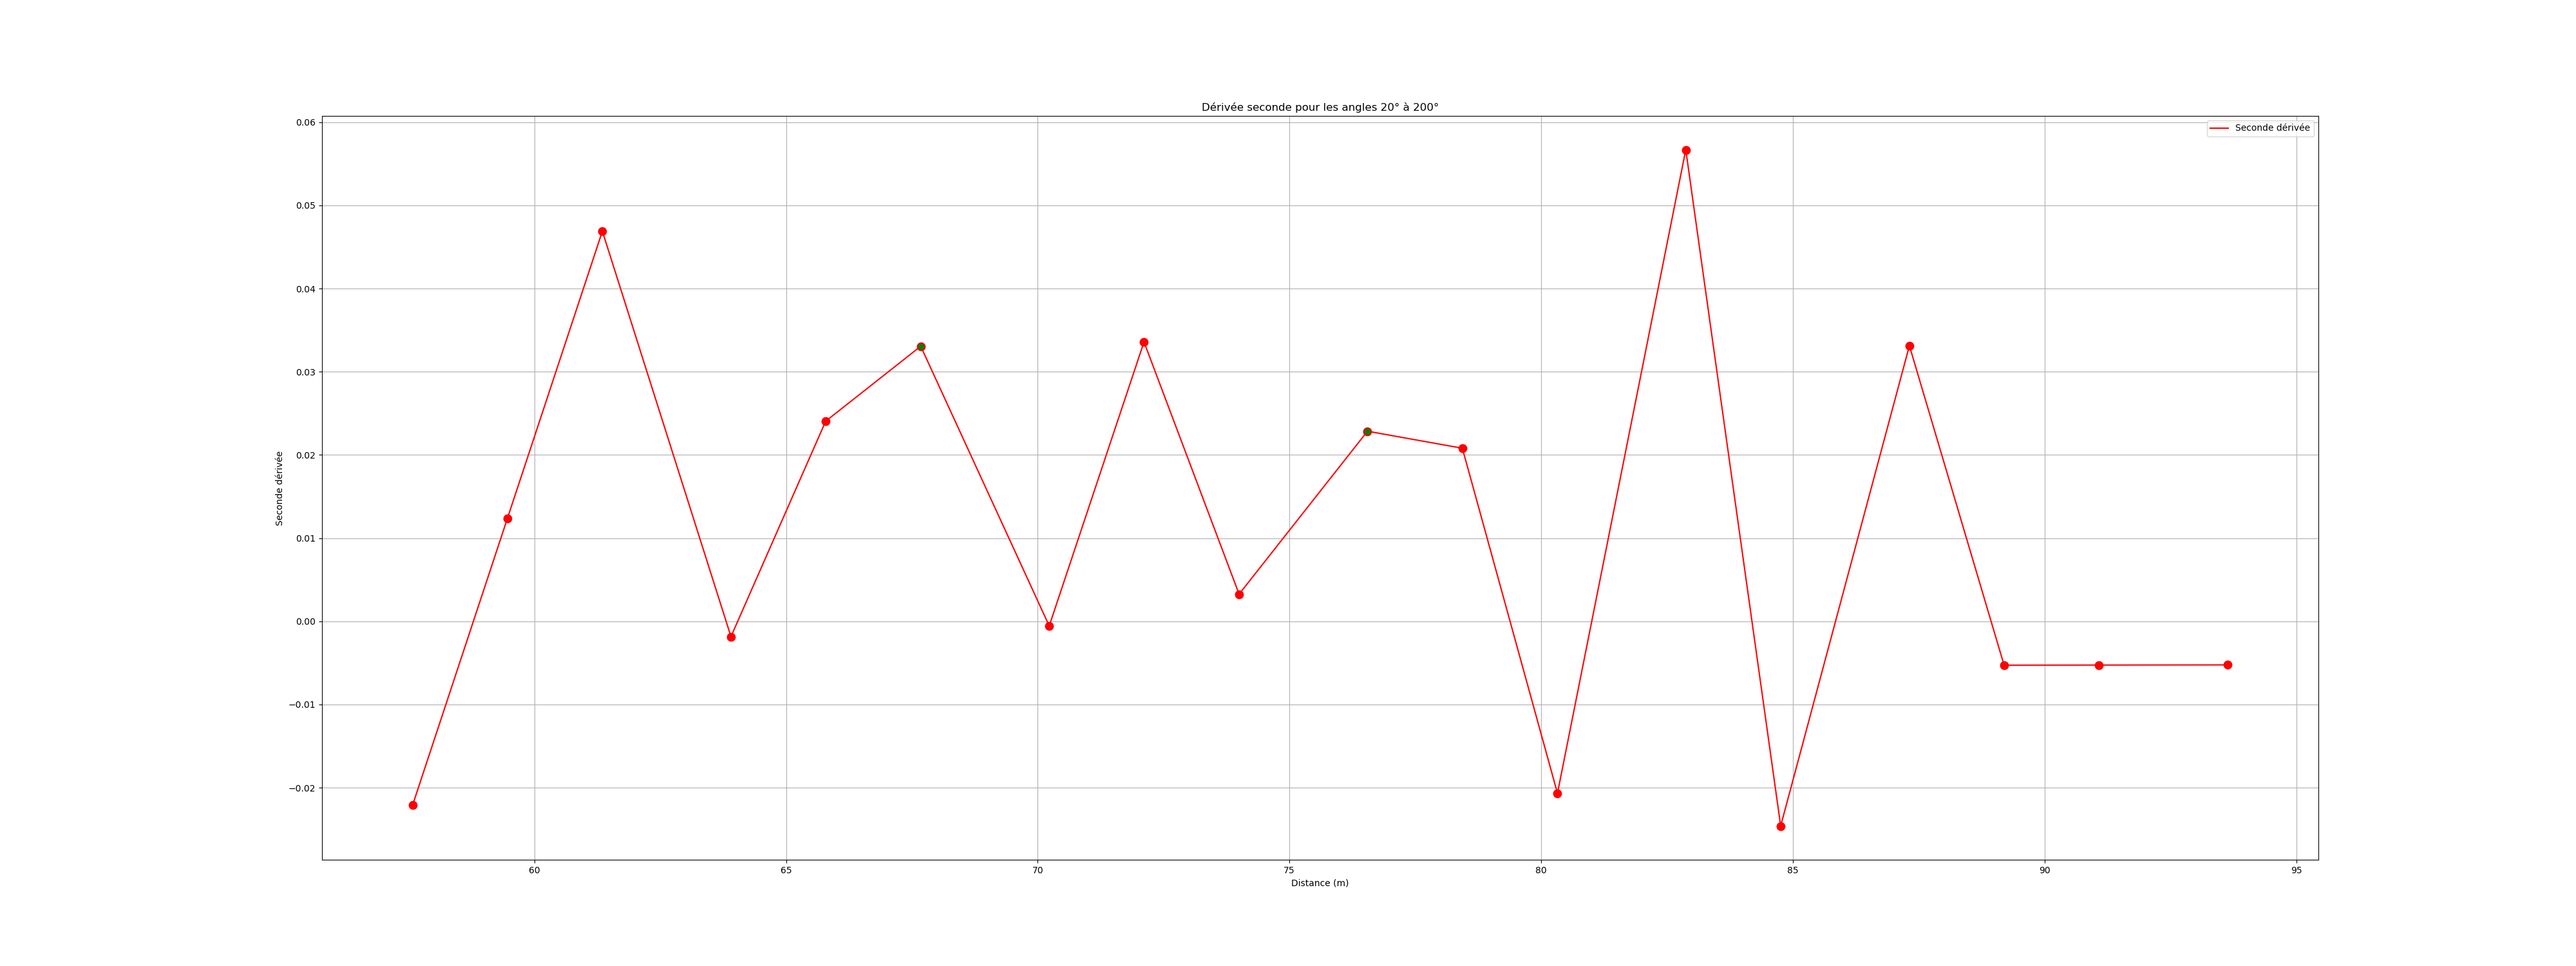 Dérivée seconde pour les angles 20° à 200°
Seconde dérivée
0.06
0.05
0.04
0.03
0.02
0.01
0.00
−0.01
−0.02
Seconde dérivée
60 65 70 75 80 85 90 95
Distance (m)